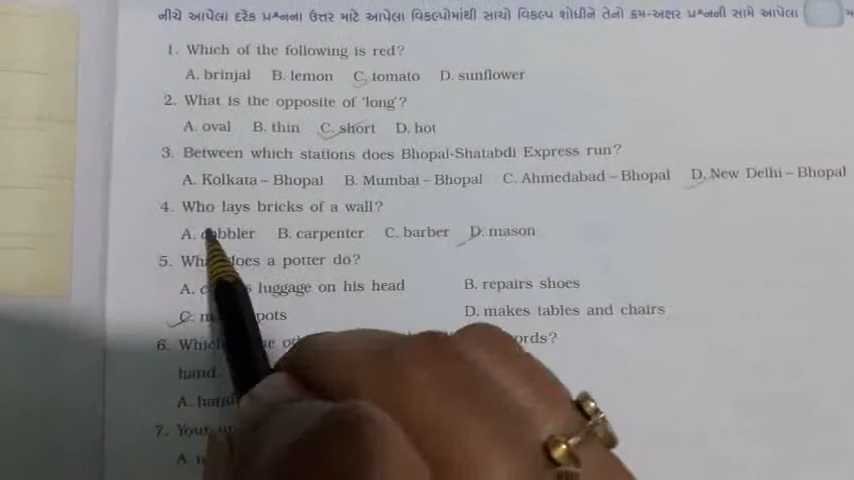 નીચે આપેલા દરેક પ્રશ્નના ઉત્તર માટે આપેલા વિકલ્પોમાંથી સાચો વિકલ્પ શોધીને તેનો ક્રમ-અક્ષર પ્રશ્નની સામે આપેલા
1. Which of the following is red?
A. brinjal B. lemon C. tomato D. sunflower
2. What is the opposite of 'long'?
A. oval B. thin C. short D. hot
3. Between which stations does Bhopal-Shatabdi Express run?
A. Kolkata – Bhopal B. Mumbai – Bhopal C. Ahmedabad – Bhopal D. New Delhi – Bhopal
4. Who lays bricks of a wall?
A. cobbler B. carpenter C. barber D. mason
5. What does a potter do?
A. luggage on his head B. repairs shoes
C. pots D. makes tables and chairs
6.
hand.
A.
7. Your
A